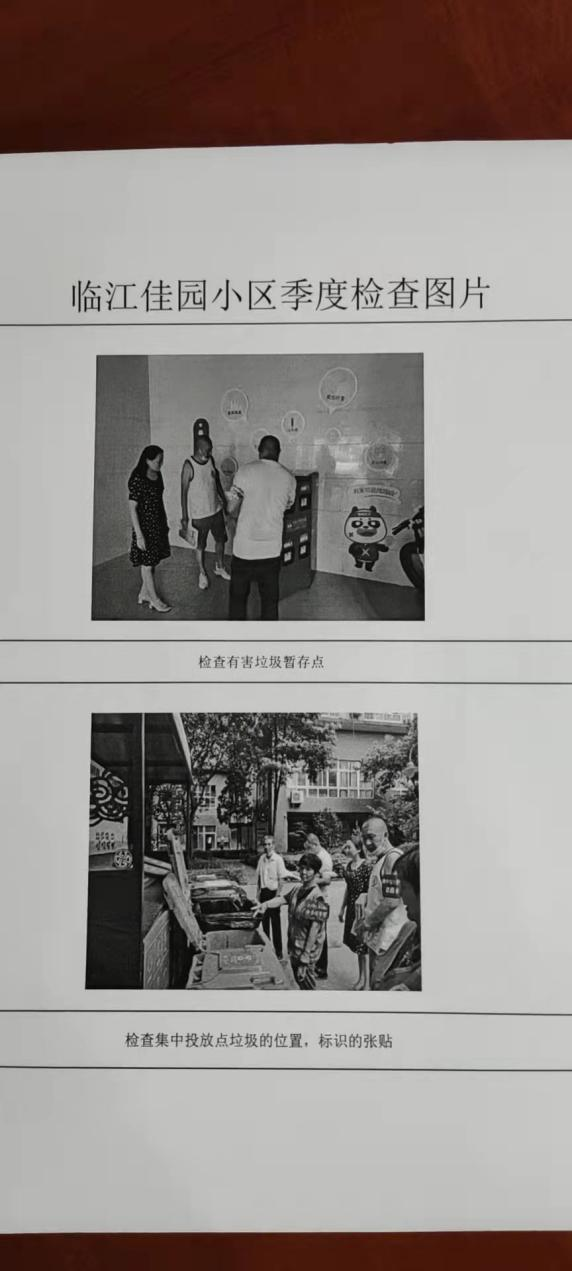 临江佳园小区季度检查图片
检查有害垃圾暂存点
检查集中投放点垃圾的位置，标识的张贴